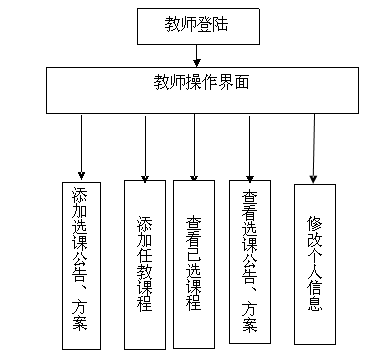 教师登陆
教师操作界面
添加选课公告、方案
添加任教课程
查看已选课程
查看选课公告、方案
修改个人信息